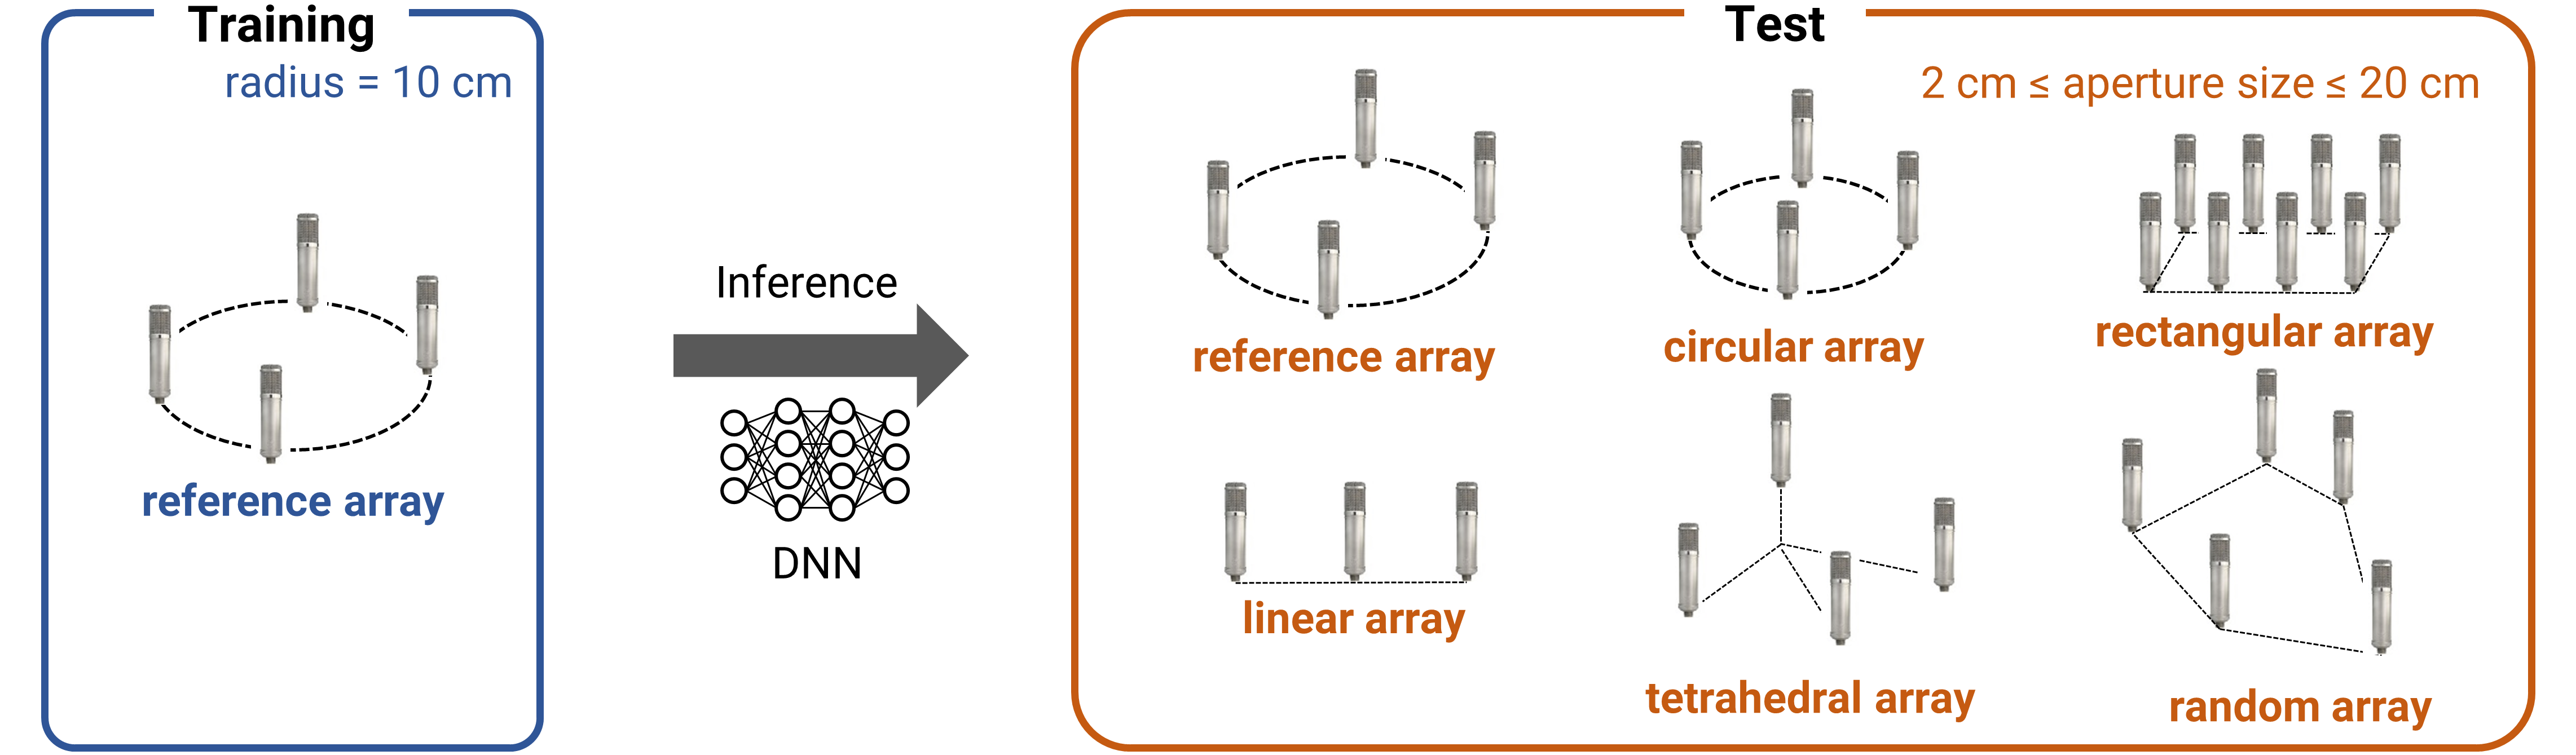 Training
radius = 10 cm
reference array
Inference
DNN
Test
2 cm ≤ aperture size ≤ 20 cm
reference array
circular array
rectangular array
linear array
tetrahedral array
random array